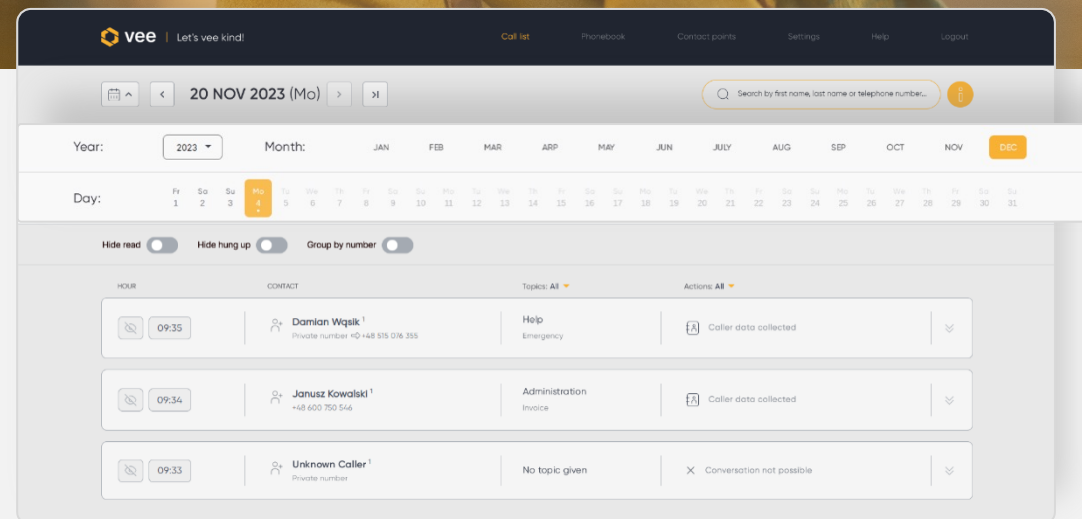 vee | Let's vee kind!
Call list Phonebook Contact points Settings Help Logout
20 NOV 2023 (Mo)
Search by first name, last name or telephone number...
Year: 2023 Month: JAN FEB MAR ARP MAY JUN JULY AUG SEP OCT NOV DEC
Fr Sa Su Mo Tu We Th Fr Sa Su Mo Tu We Th Fr Sa Su Mo Tu We Th Fr Sa Su Mo Tu We Th Fr Sa Su
Day: 1 2 3 4 5 6 7 8 9 10 11 12 13 14 15 16 17 18 19 20 21 22 23 24 25 26 27 28 29 30 31
Hide read Hide hung up Group by number
HOUR CONTACT Topics: All Actions: All
09:35 Damian Wąsik 1 Help Caller data collected
Private number +48 515 076 355 Emergency
09:34 Janusz Kowalski 1 Administration Caller data collected
+48 600 750 546 Invoice
09:33 Unknown Caller 1 No topic given Conversation not possible
Private number